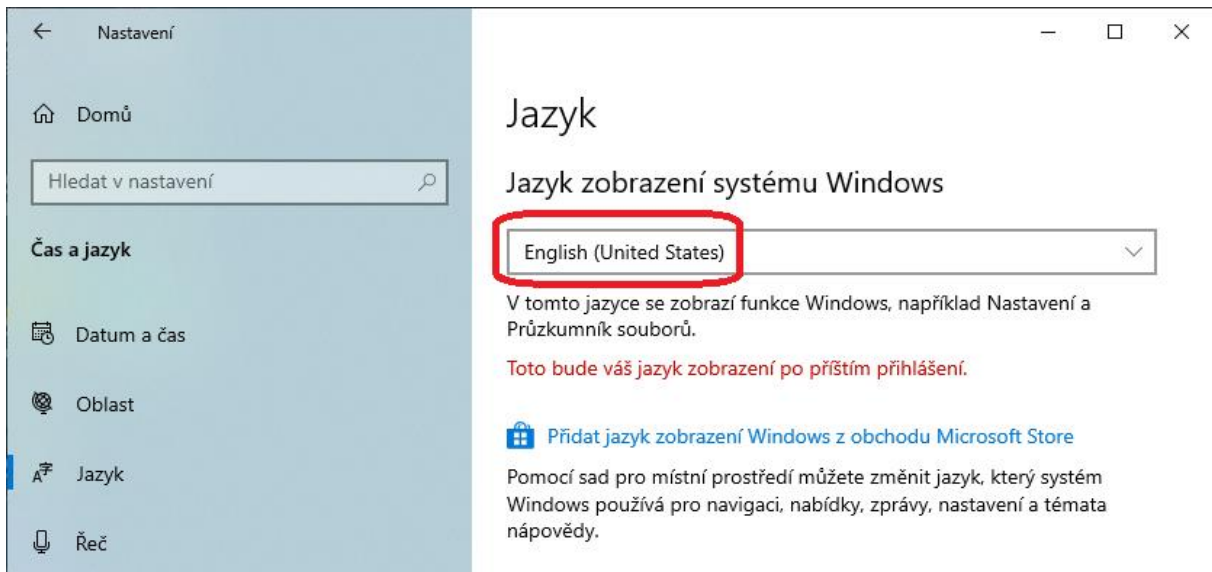 Nastavení
Domů
Hledat v nastavení
Čas a jazyk
Datum a čas
Oblast
Jazyk
Řeč
Jazyk
Jazyk zobrazení systému Windows
English (United States)
V tomto jazyce se zobrazí funkce Windows, například Nastavení a
Průzkumník souborů.
Toto bude váš jazyk zobrazení po příštím přihlášení.
Přidat jazyk zobrazení Windows z obchodu Microsoft Store
Pomocí sad pro místní prostředí můžete změnit jazyk, který systém
Windows používá pro navigaci, nabídky, zprávy, nastavení a témata
nápovědy.